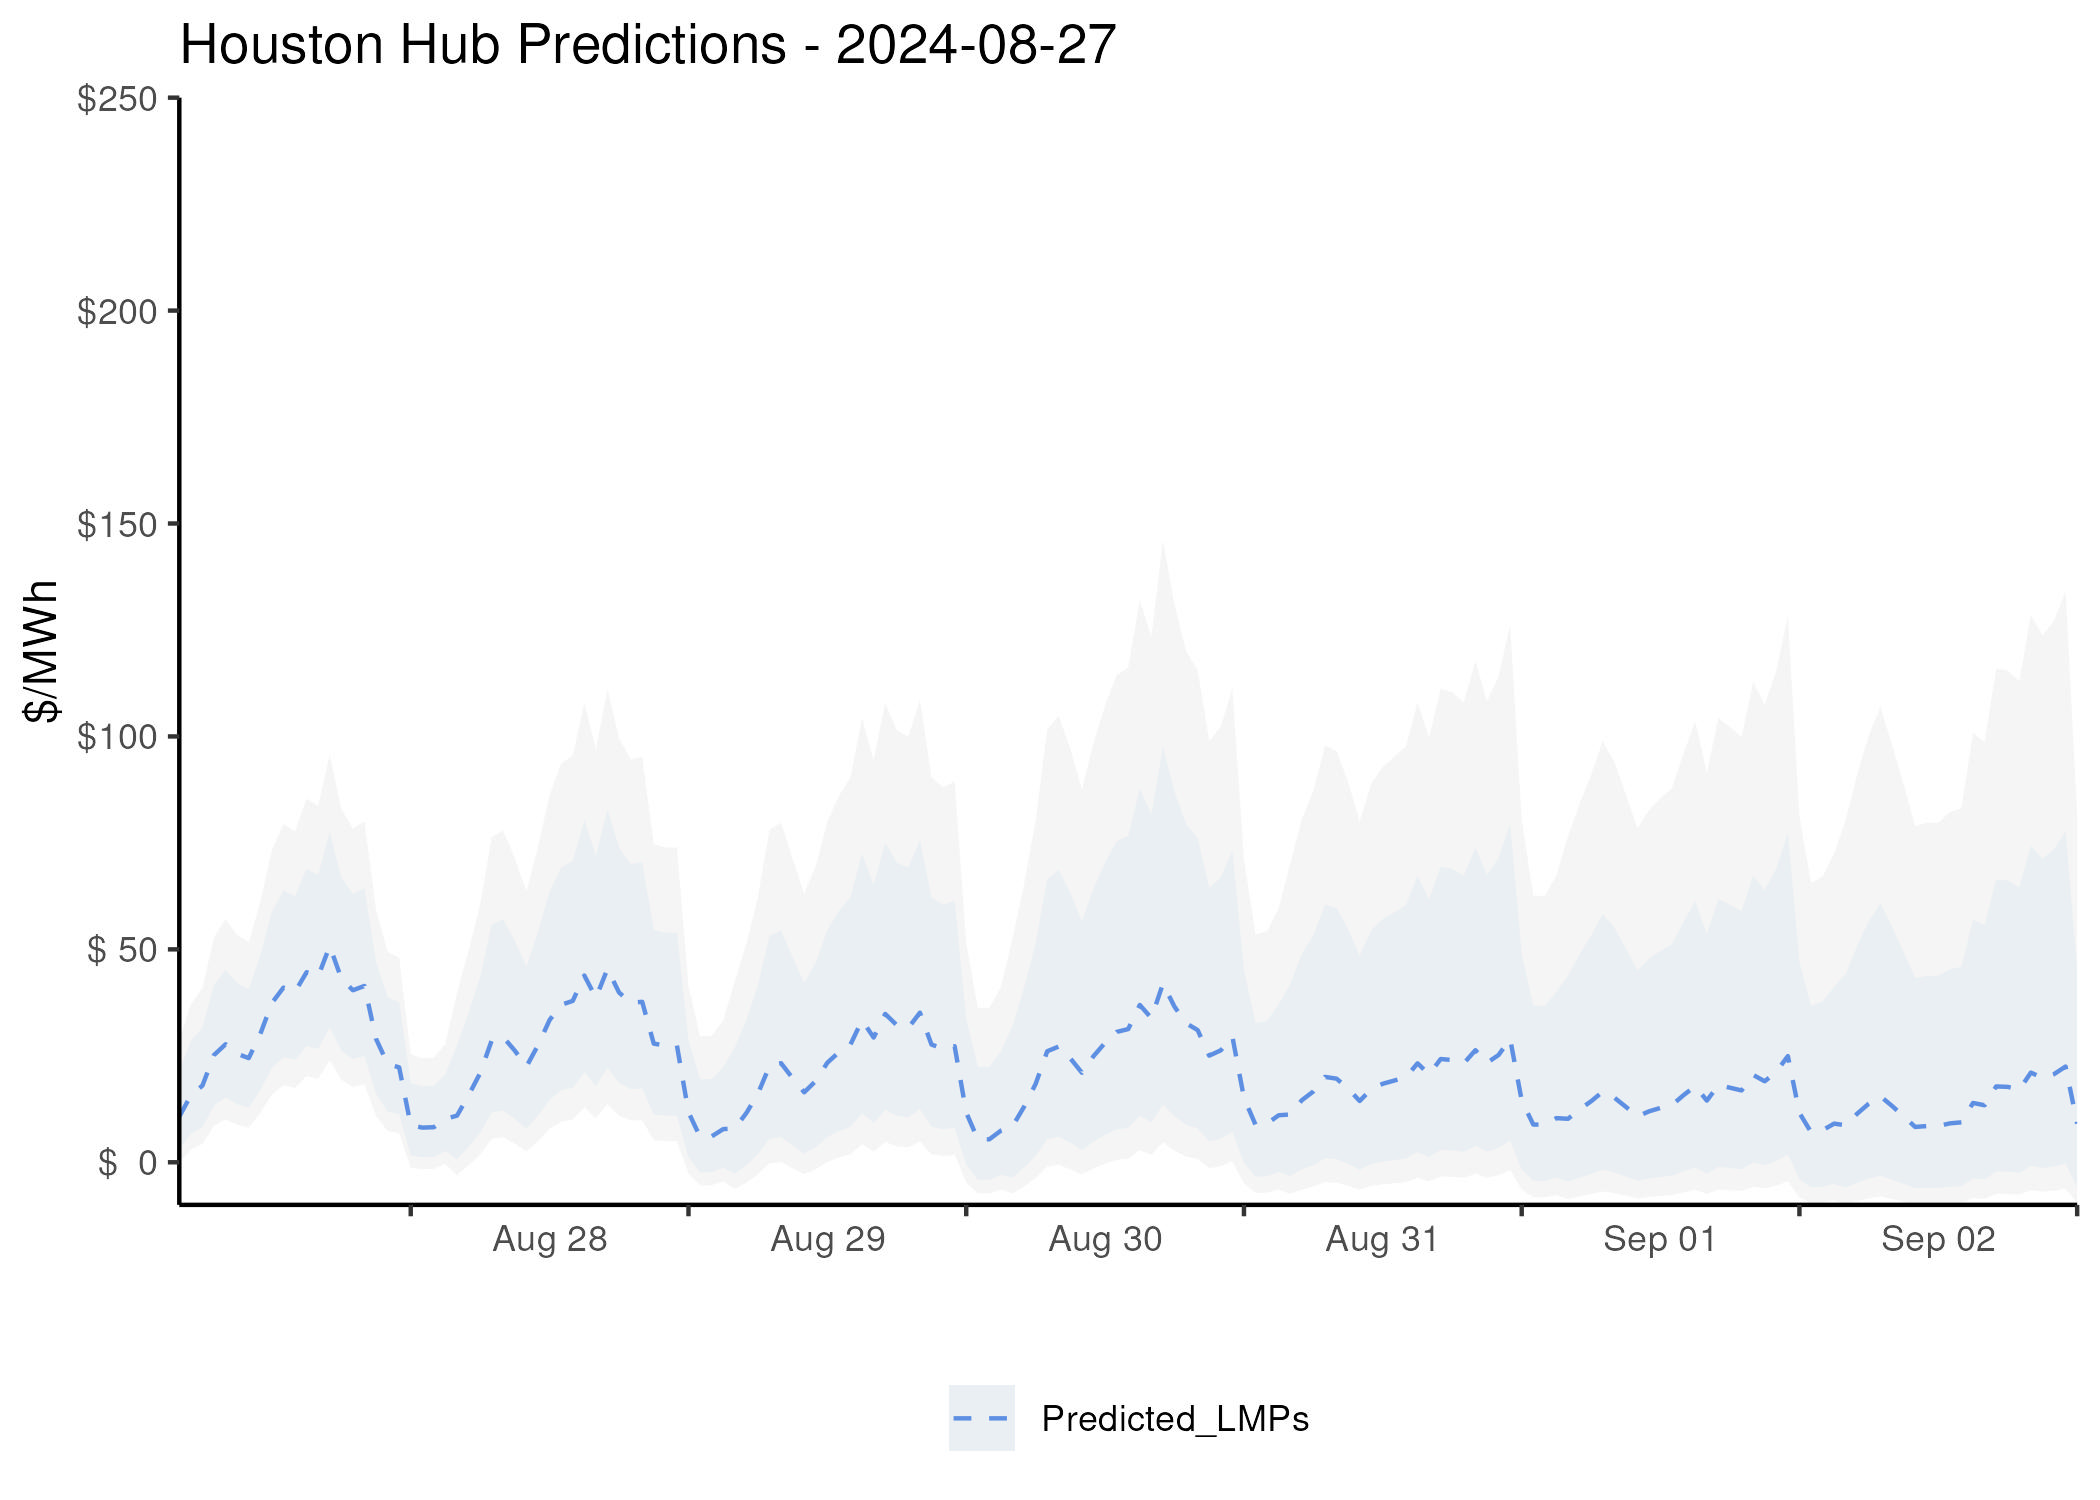 Houston Hub Predictions - 2024-08-27
$250
$200
$150
$100
$ 50
$  0
$/MWh
Aug 28
Aug 29
Aug 30
Aug 31
Sep 01
Sep 02
Predicted_LMPs